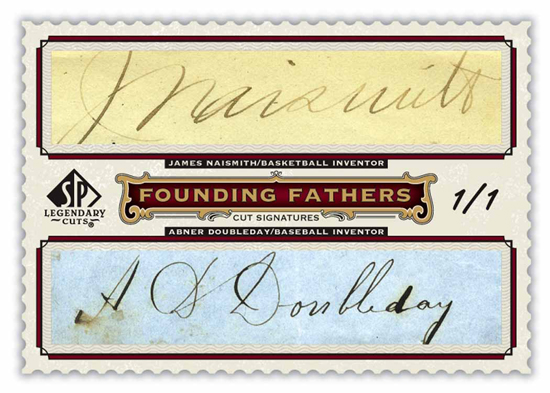 J Naismith
JAMES NAISMITH/BASKETBALL INVENTOR
SP
LEGENDARY
CUTS®
FOUNDING FATHERS
1/1
CUT SIGNATURES
ABNER DOUBLEDAY/BASEBALL INVENTOR
A D Doubleday